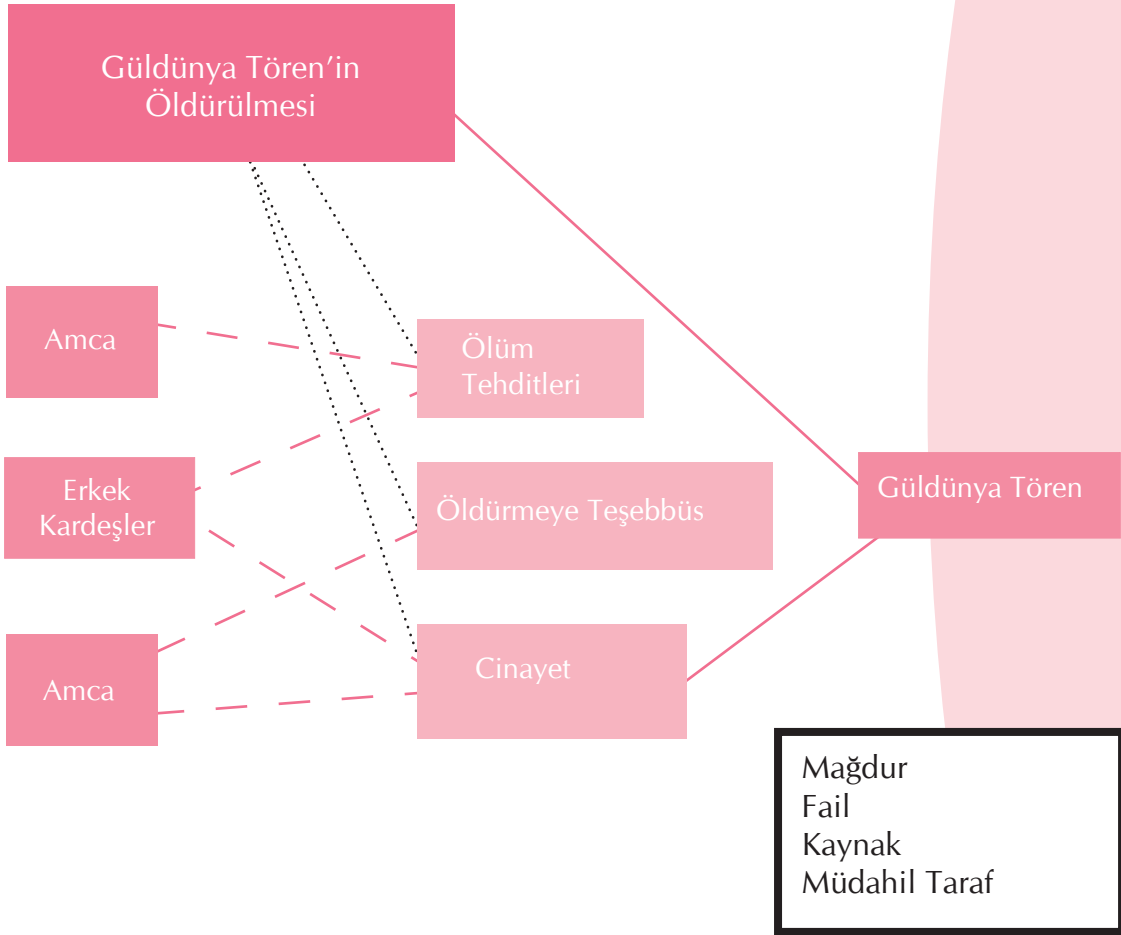 Güldünya Tören’in
Öldürülmesi
Amca
Ölüm
Tehditleri
Erkek
Kardeşler
Öldürmeye Teşebbüs
Güldünya Tören
Amca
Cinayet
Mağdur
Fail
Kaynak
Müdahil Taraf